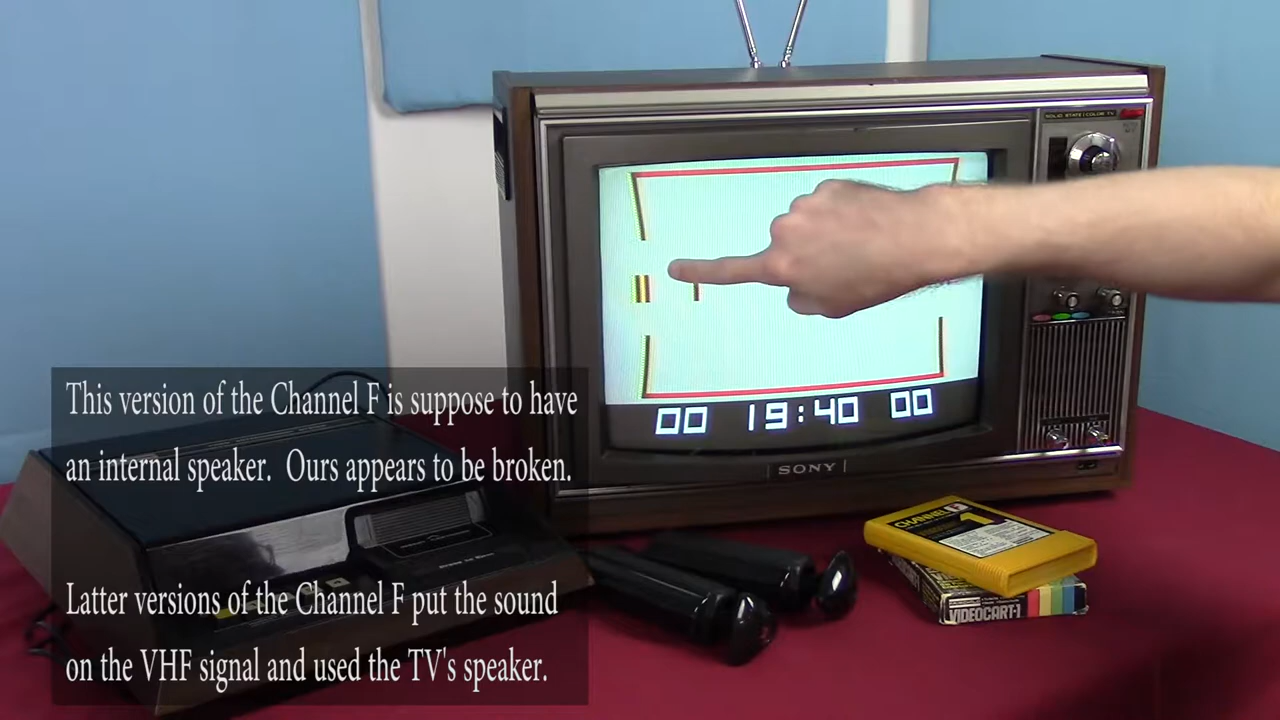 SOLID STATE | COLOR TV
This version of the Channel F is suppose to have
an internal speaker.  Ours appears to be broken.
00 19:40 00
SONY
CHANNEL F
1
VIDEOCART-1
Latter versions of the Channel F put the sound
on the VHF signal and used the TV's speaker.